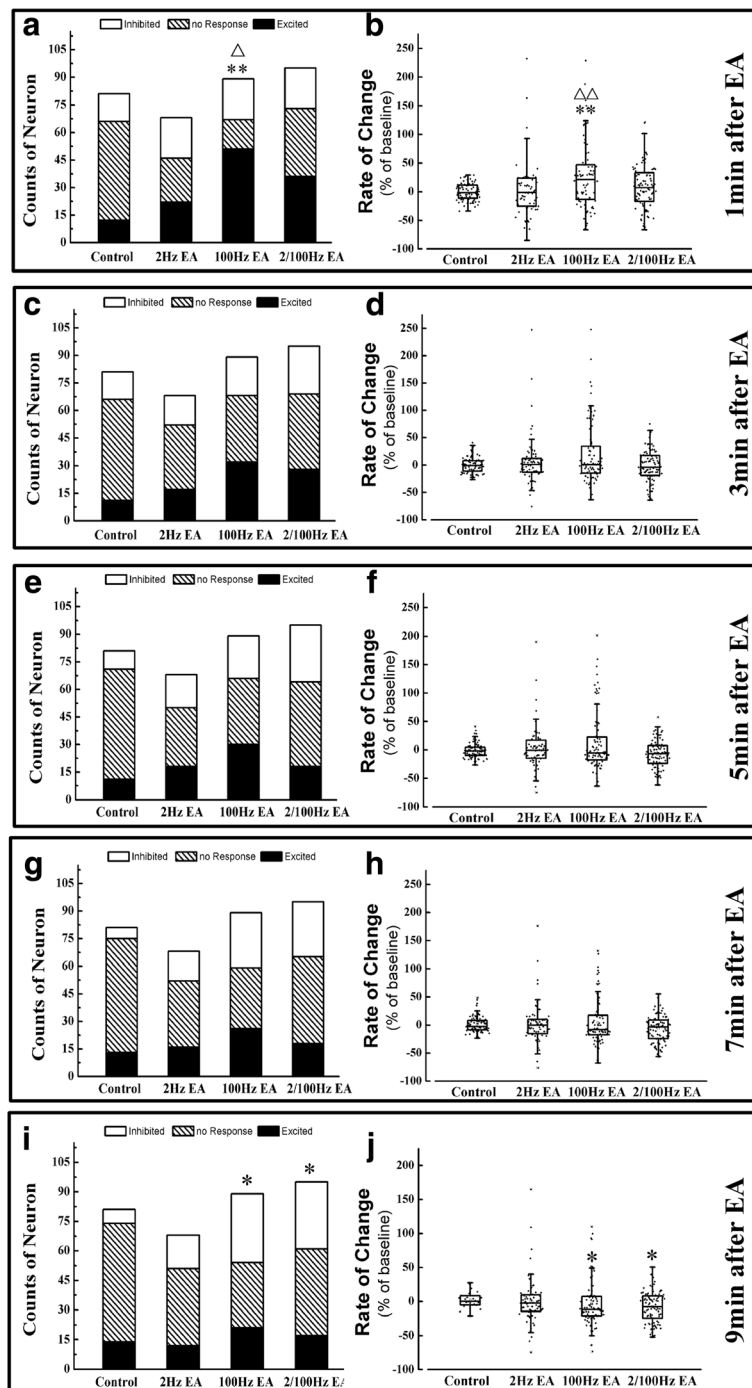 a
Inhibited no Response Excited
Counts of Neuron
105
90
75
60
45
30
15
0
△
**
Control 2Hz EA 100Hz EA 2/100Hz EA
b
Rate of Change
(% of baseline)
250
200
150
100
50
0
-50
-100
△△
**
Control 2Hz EA 100Hz EA 2/100Hz EA
1min after EA
c
Inhibited no Response Excited
Counts of Neuron
105
90
75
60
45
30
15
0
Control 2Hz EA 100Hz EA 2/100Hz EA
d
Rate of Change
(% of baseline)
250
200
150
100
50
0
-50
-100
Control 2Hz EA 100Hz EA 2/100Hz EA
3min after EA
e
Inhibited no Response Excited
Counts of Neuron
105
90
75
60
45
30
15
0
Control 2Hz EA 100Hz EA 2/100Hz EA
f
Rate of Change
(% of baseline)
250
200
150
100
50
0
-50
-100
Control 2Hz EA 100Hz EA 2/100Hz EA
5min after EA
g
Inhibited no Response Excited
Counts of Neuron
105
90
75
60
45
30
15
0
Control 2Hz EA 100Hz EA 2/100Hz EA
h
Rate of Change
(% of baseline)
250
200
150
100
50
0
-50
-100
Control 2Hz EA 100Hz EA 2/100Hz EA
7min after EA
i
Inhibited no Response Excited
Counts of Neuron
105
90
75
60
45
30
15
0
* *
Control 2Hz EA 100Hz EA 2/100Hz EA
j
Rate of Change
(% of baseline)
200
150
100
50
0
-50
-100
* *
Control 2Hz EA 100Hz EA 2/100Hz EA
9min after EA